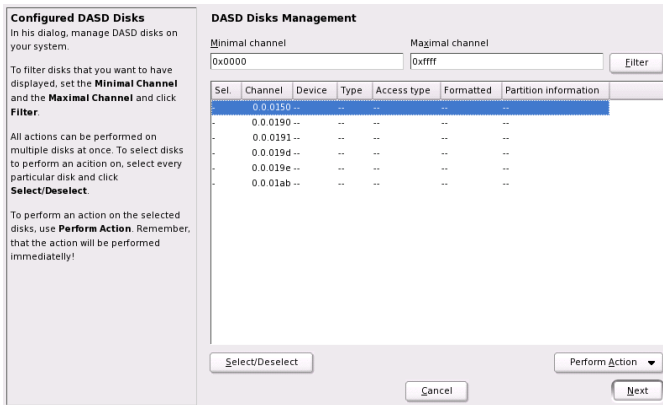 Configured DASD Disks
In his dialog, manage DASD disks on
your system.
To filter disks that you want to have
displayed, set the Minimal Channel
and the Maximal Channel and click
Filter.
All actions can be performed on
multiple disks at once. To select disks
to perform an acition on, select every
particular disk and click
Select/Deselect.
To perform an action on the selected
disks, use Perform Action. Remember,
that the action will be performed
immediatelly!
DASD Disks Management
Minimal channel Maximal channel
0x0000 0xffff Filter
Sel. Channel Device Type Access type Formatted Partition information
- 0.0.0150 -- -- -- -- --
- 0.0.0190 -- -- -- -- --
- 0.0.0191 -- -- -- -- --
- 0.0.019d -- -- -- -- --
- 0.0.019e -- -- -- -- --
- 0.0.01ab -- -- -- -- --
Select/Deselect Perform Action
Cancel Next